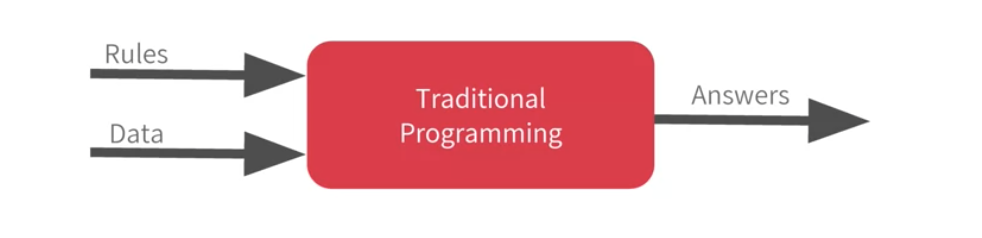 Rules
Data
Traditional
Programming
Answers